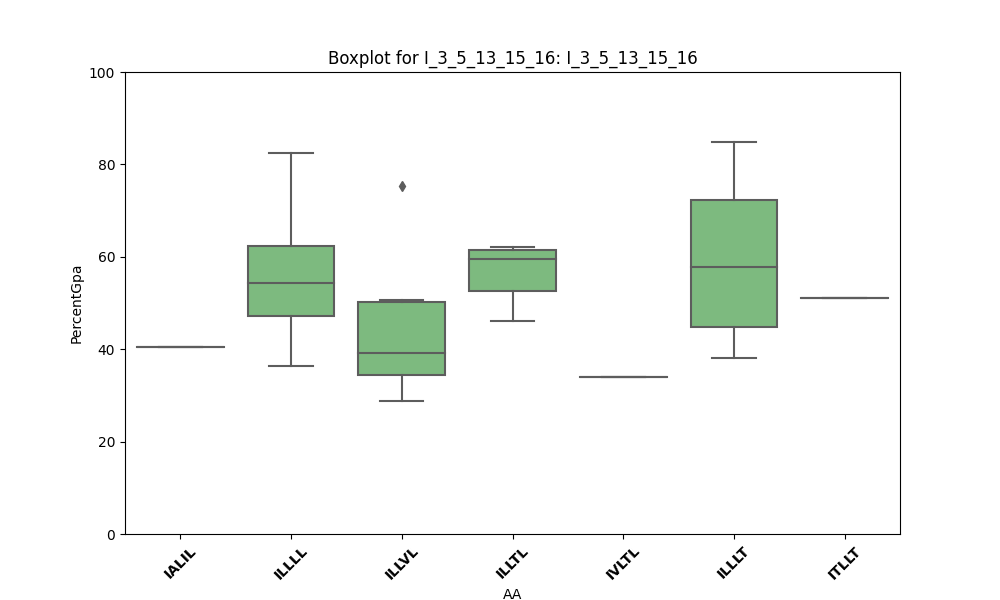 Boxplot for I_3_5_13_15_16: I_3_5_13_15_16
PercentGpa
100
80
60
40
20
0
IALIL
ILLLL
ILLVL
ILLTL
IVLTL
ILLLT
ITLLT
AA